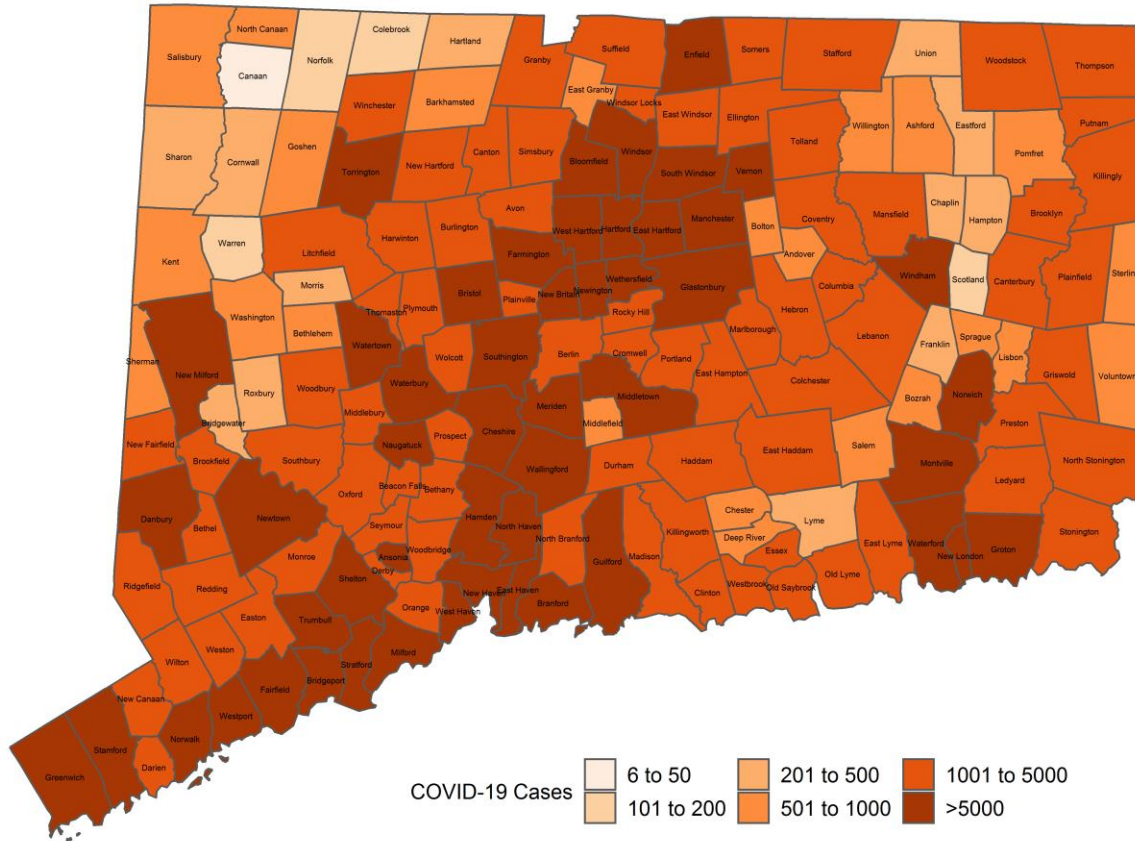 North Canaan
Colebrook
Hartland
Salisbury
Norfolk
Canaan
Granby
Suffield
Enfield
Somers
Stafford
Union
Woodstock
Thompson
East Granby
Windsor Locks
Winchester
Barkhamsted
East Windsor
Ellington
Willington
Ashford
Eastford
Putnam
Sharon
Cornwall
Goshen
Torrington
New Hartford
Canton
Simsbury
Bloomfield
Windsor
South Windsor
Vernon
Tolland
Pomfret
Killingly
Avon
Burlington
Harwinton
Litchfield
Warren
Kent
West Hartford
Hartford
East Hartford
Manchester
Bolton
Coventry
Mansfield
Chaplin
Hampton
Brooklyn
Farmington
Andover
Windham
Scotland
Canterbury
Plainfield
Sterlin
Morris
Bristol
Plainville
New Britain
Newington
Wethersfield
Glastonbury
Columbia
Hebron
Washington
Bethlehem
Thomaston
Plymouth
Watertown
Rocky Hill
Marlborough
Lebanon
Franklin
Sprague
Lisbon
Griswold
Voluntown
Sherman
New Milford
Roxbury
Woodbury
Wolcott
Southington
Berlin
Cromwell
Portland
East Hampton
Colchester
Bozrah
Norwich
Preston
Bridgewater
Waterbury
Middlebury
Meriden
Middletown
Middlefield
New Fairfield
Brookfield
Southbury
Naugatuck
Prospect
Cheshire
Wallingford
Durham
Haddam
East Haddam
Salem
Montville
Ledyard
North Stonington
Oxford
Beacon Falls
Bethany
Danbury
Bethel
Newtown
Seymour
Woodbridge
Hamden
North Haven
North Branford
Guilford
Madison
Killingworth
Chester
Deep River
Essex
Lyme
East Lyme
Waterford
New London
Groton
Stonington
Monroe
Ansonia
Derby
Ridgefield
Redding
Shelton
Orange
West Haven
New Haven
East Haven
Branford
Clinton
Westbrook
Old Saybrook
Old Lyme
Easton
Trumbull
Milford
Stratford
Wilton
Weston
Fairfield
Bridgeport
New Canaan
Westport
Norwalk
Stamford
Darien
Greenwich
COVID-19 Cases
6 to 50
201 to 500
1001 to 5000
101 to 200
501 to 1000
>5000